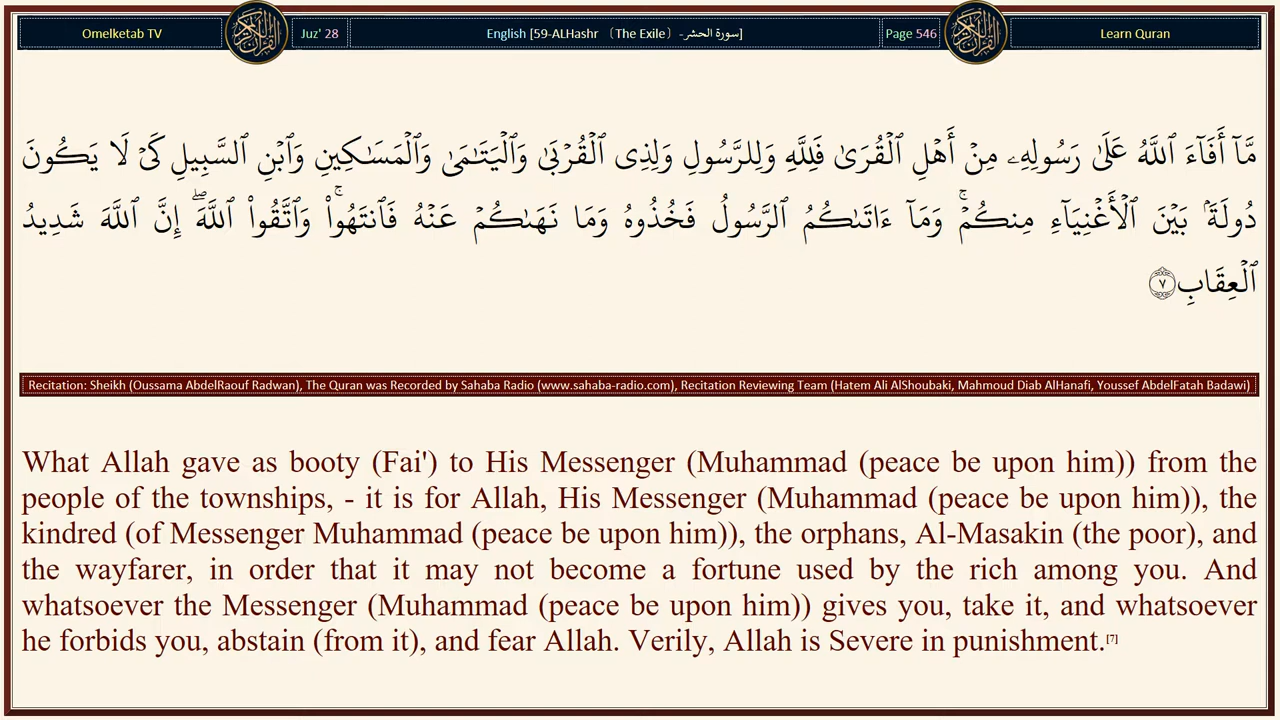 Omelketab TV
Juz' 28
English [59-ALHashr （The Exile）-سورة الحشر]
Page 546
Learn Quran
مَّآ أَفَآءَ ٱللَّهُ عَلَىٰ رَسُولِهِۦ مِنۡ أَهۡلِ ٱلۡقُرَىٰ فَلِلَّهِ وَلِلرَّسُولِ وَلِذِي ٱلۡقُرۡبَىٰ وَٱلۡيَتَٰمَىٰ وَٱلۡمَسَٰكِينِ وَٱبۡنِ ٱلسَّبِيلِ كَيۡ لَا يَكُونَ
دُولَةَۢ بَيۡنَ ٱلۡأَغۡنِيَآءِ مِنكُمۡۚ وَمَآ ءَاتَىٰكُمُ ٱلرَّسُولُ فَخُذُوهُ وَمَا نَهَىٰكُمۡ عَنۡهُ فَٱنتَهُواْۚ وَٱتَّقُواْ ٱللَّهَۖ إِنَّ ٱللَّهَ شَدِيدُ
ٱلۡعِقَابِ ٧
Recitation: Sheikh (Oussama AbdelRaouf Radwan), The Quran was Recorded by Sahaba Radio (www.sahaba-radio.com), Recitation Reviewing Team (Hatem Ali AlShoubaki, Mahmoud Diab AlHanafi, Youssef AbdelFatah Badawi)
What Allah gave as booty (Fai') to His Messenger (Muhammad (peace be upon him)) from the
people of the townships, - it is for Allah, His Messenger (Muhammad (peace be upon him)), the
kindred (of Messenger Muhammad (peace be upon him)), the orphans, Al-Masakin (the poor), and
the wayfarer, in order that it may not become a fortune used by the rich among you. And
whatsoever the Messenger (Muhammad (peace be upon him)) gives you, take it, and whatsoever
he forbids you, abstain (from it), and fear Allah. Verily, Allah is Severe in punishment.[7]